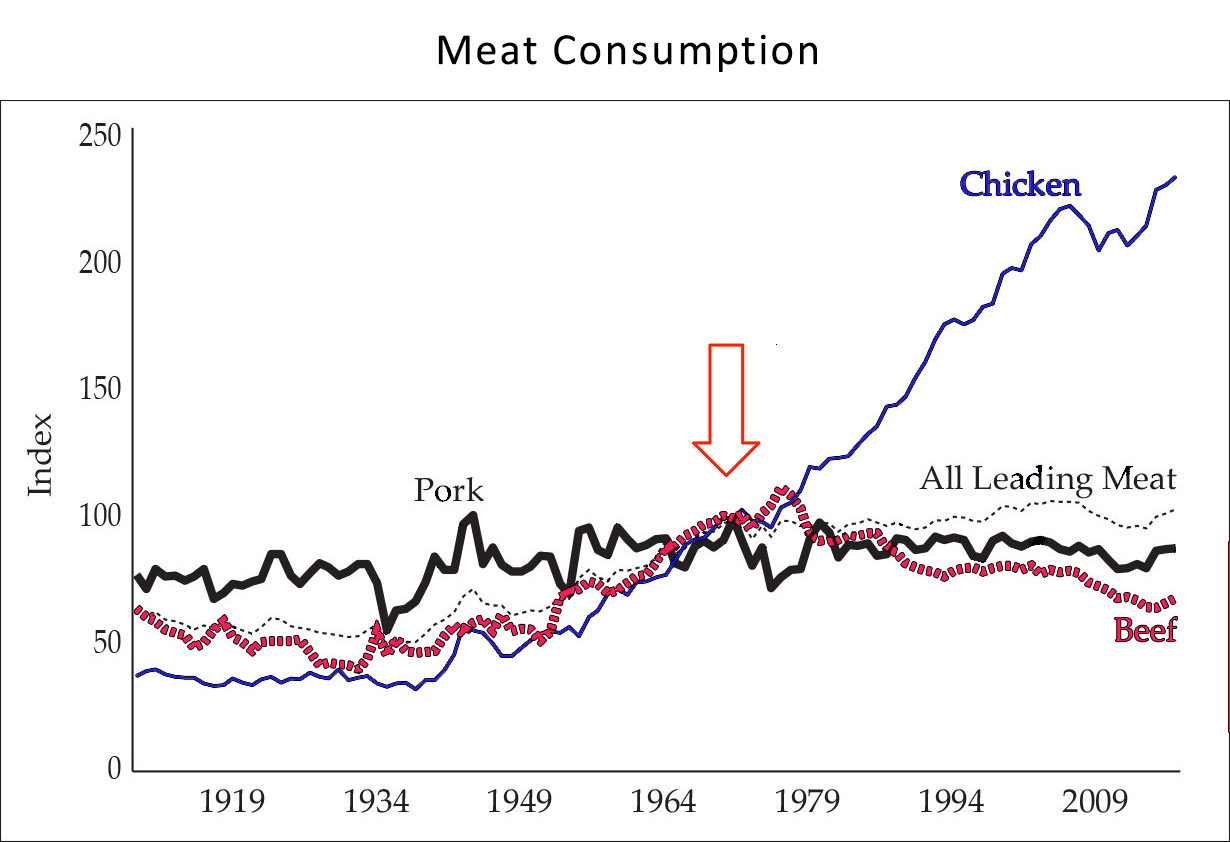 Meat Consumption
250
200
150
100
50
0
Index
Chicken
Pork
All Leading Meat
Beef
1919 1934 1949 1964 1979 1994 2009